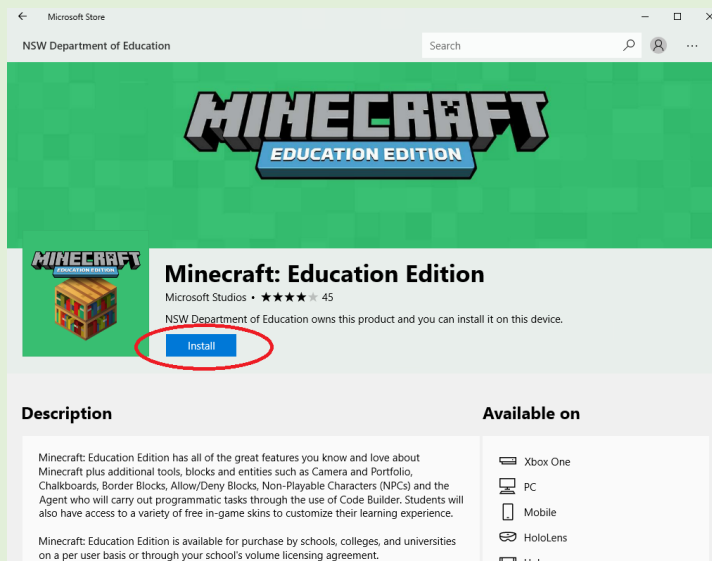 Microsoft Store
NSW Department of Education
Search
MINECRAFT
EDUCATION EDITION
MINECRAFT
EDUCATION EDITION
Minecraft: Education Edition
Microsoft Studios • ★★★★★ 45
NSW Department of Education owns this product and you can install it on this device.
Install
Description
Minecraft: Education Edition has all of the great features you know and love about
Minecraft plus additional tools, blocks and entities such as Camera and Portfolio,
Chalkboards, Border Blocks, Allow/Deny Blocks, Non-Playable Characters (NPCs) and the
Agent who will carry out programmatic tasks through the use of Code Builder. Students will
also have access to a variety of free in-game skins to customize their learning experience.
Minecraft: Education Edition is available for purchase by schools, colleges, and universities
on a per user basis or through your school's volume licensing agreement.
Available on
Xbox One
PC
Mobile
HoloLens